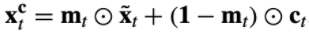 x_t^c = m_t ⊙ x̃_t + (1 − m_t) ⊙ c_t